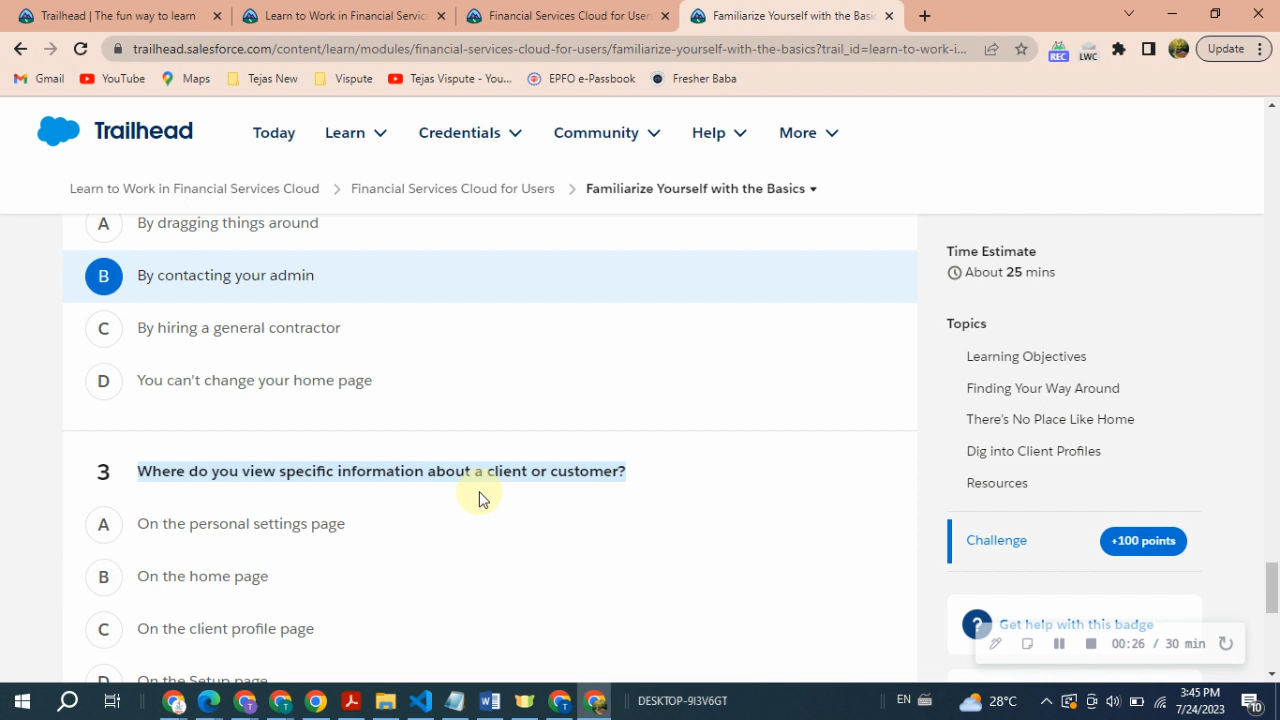 Trailhead | The fun way to learn
Learn to Work in Financial Servic
Financial Services Cloud for User
Familiarize Yourself with the Basic
trailhead.salesforce.com/content/learn/modules/financial-services-cloud-for-users/familiarize-yourself-with-the-basics?trail_id=learn-to-work-i...
REC
LWC
Update
Gmail
YouTube
Maps
Tejas New
Vispute
Tejas Vispute - You...
EPFO e-Passbook
Fresher Baba
Trailhead
Today
Learn
Credentials
Community
Help
More
Learn to Work in Financial Services Cloud
Financial Services Cloud for Users
Familiarize Yourself with the Basics
A By dragging things around
B By contacting your admin
C By hiring a general contractor
D You can't change your home page
3 Where do you view specific information about a client or customer?
A On the personal settings page
B On the home page
C On the client profile page
D On the Setup page
Time Estimate
About 25 mins
Topics
Learning Objectives
Finding Your Way Around
There's No Place Like Home
Dig into Client Profiles
Resources
Challenge
+100 points
? Get help with this badge
00:26 / 30 min
DESKTOP-9I3V6GT
EN
28°C
3:45 PM
7/24/2023
10